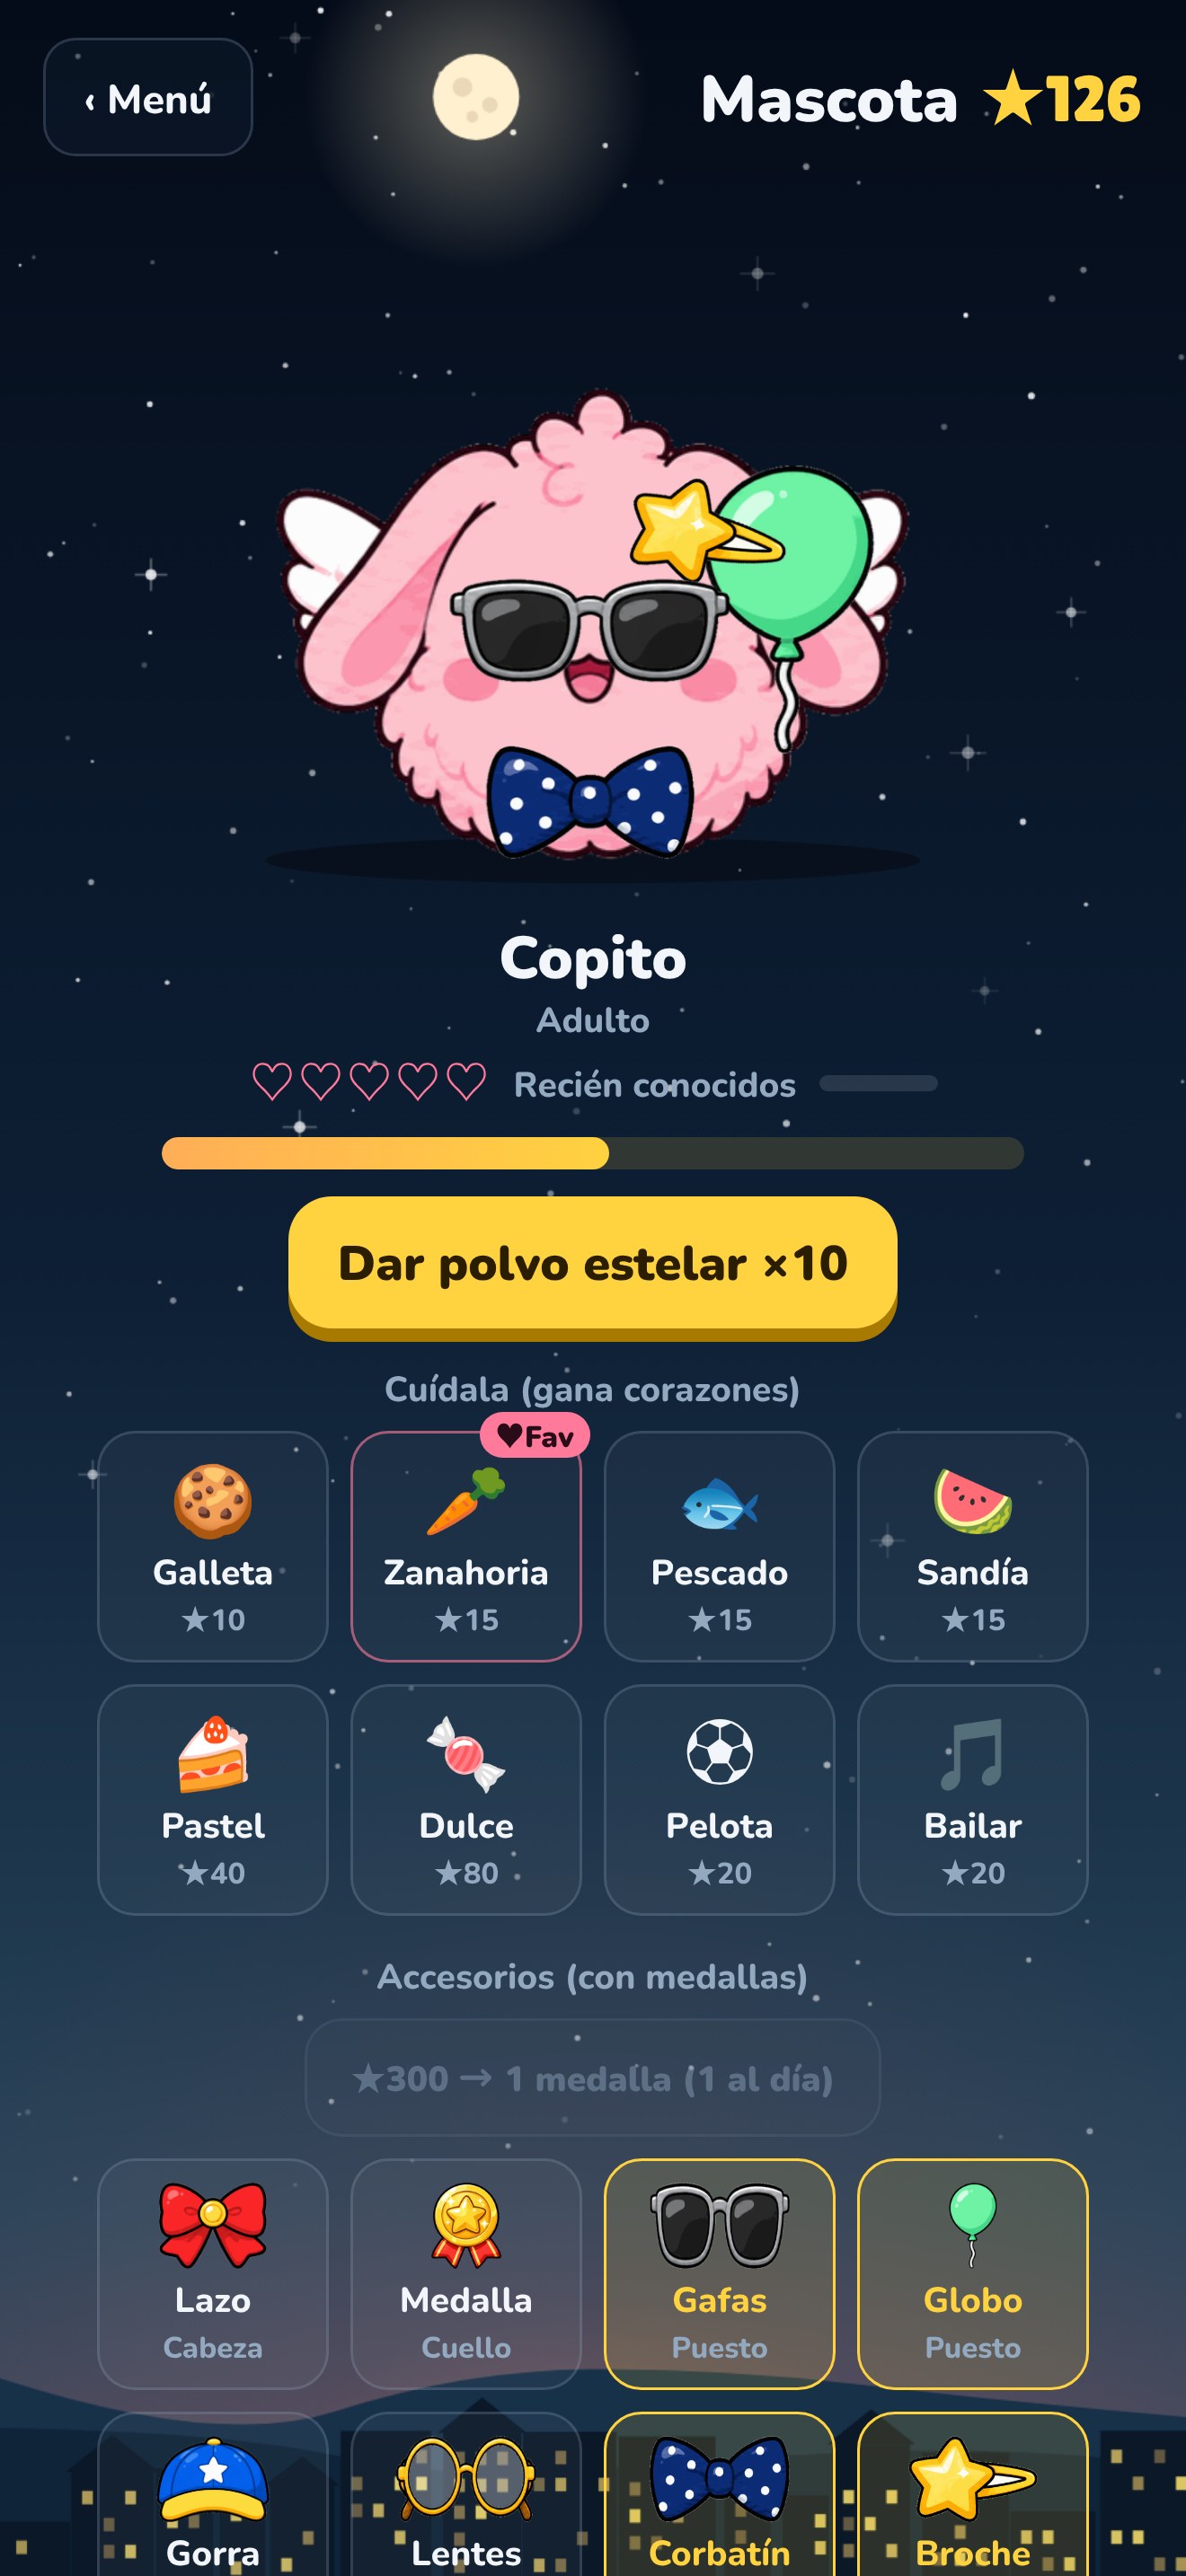 ‹ Menú
Mascota ★126
Copito
Adulto
♡♡♡♡♡ Recién conocidos
Dar polvo estelar ×10
Cuídala (gana corazones)
♥Fav
Galleta Zanahoria Pescado Sandía
★10 ★15 ★15 ★15
Pastel Dulce Pelota Bailar
★40 ★80 ★20 ★20
Accesorios (con medallas)
★300 → 1 medalla (1 al día)
Lazo Medalla Gafas Globo
Cabeza Cuello Puesto Puesto
Gorra Lentes Corbatín Broche